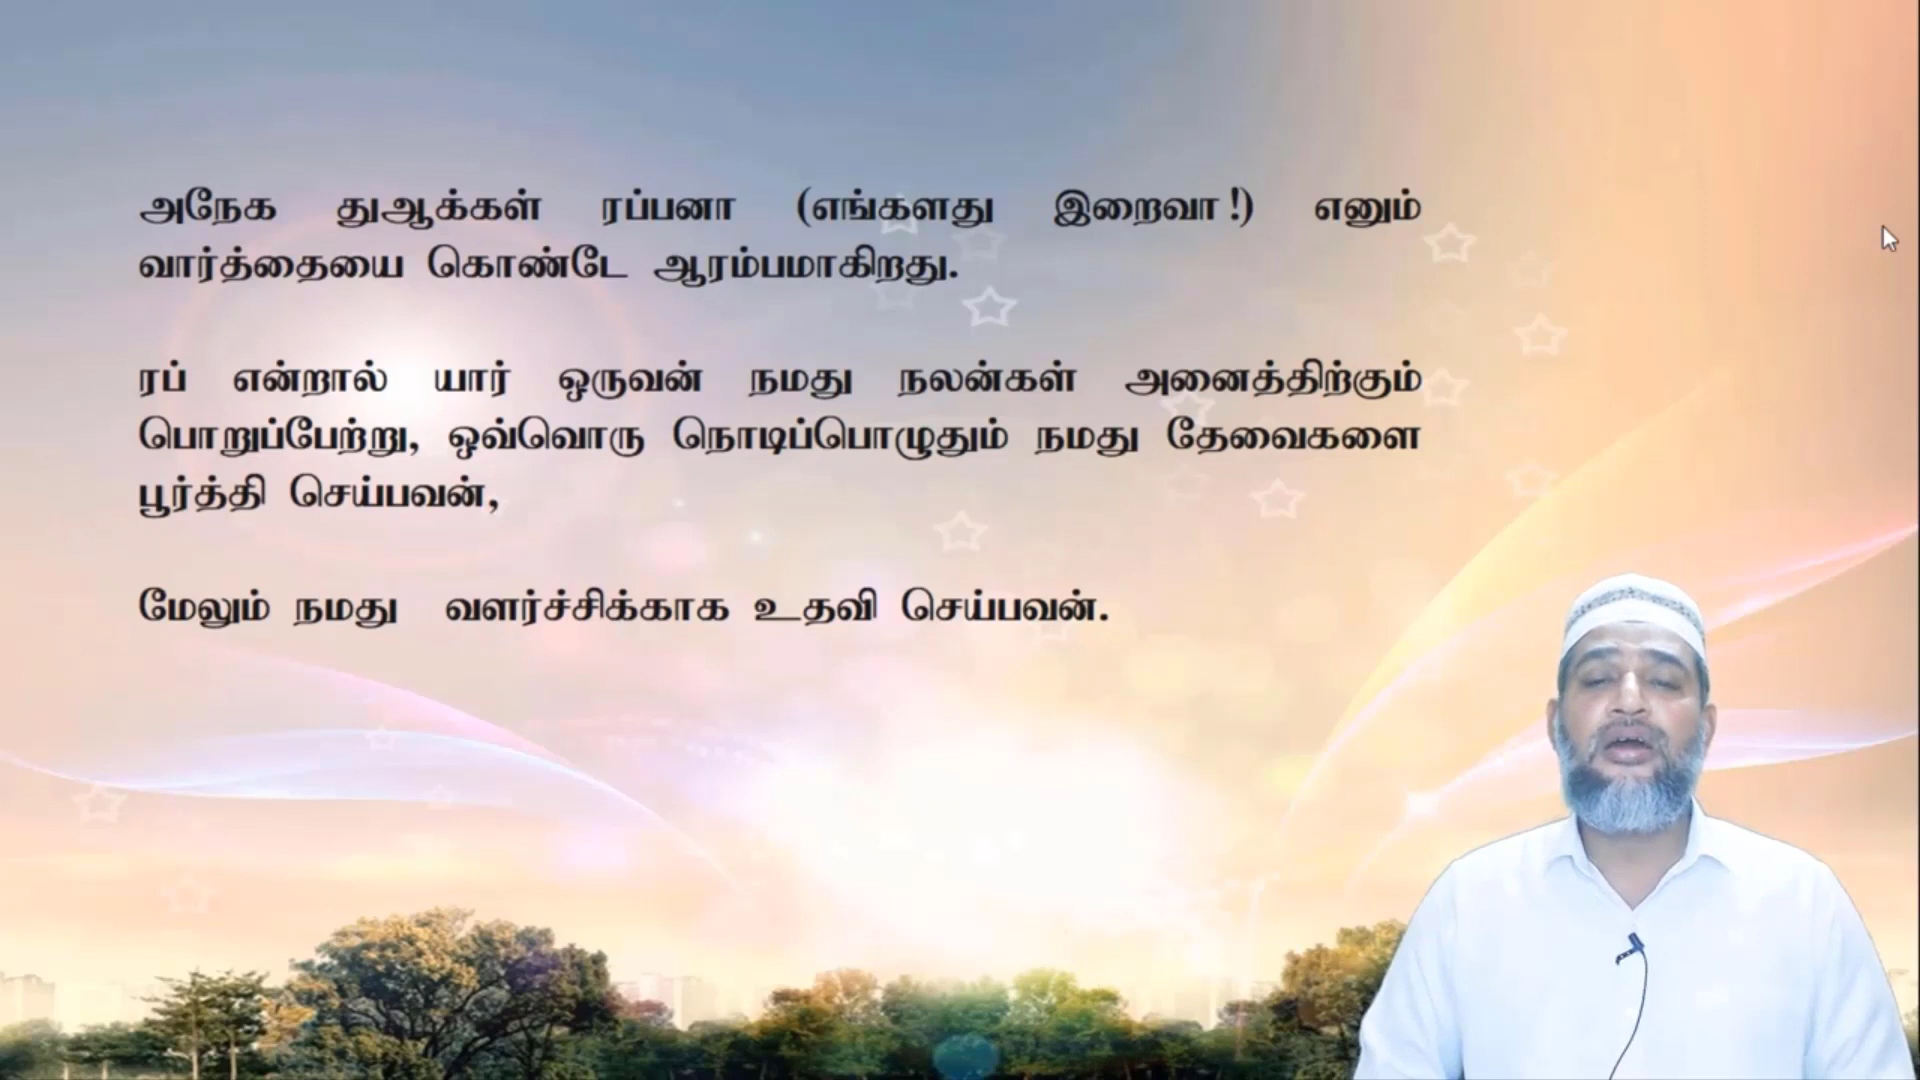 அநேக துஆக்கள் ரப்பனா (எங்களது இறைவா!) எனும்
வார்த்தையை கொண்டே ஆரம்பமாகிறது.
ரப் என்றால் யார் ஒருவன் நமது நலன்கள் அனைத்திற்கும்
பொறுப்பேற்று, ஒவ்வொரு நொடிப்பொழுதும் நமது தேவைகளை
பூர்த்தி செய்பவன்,
மேலும் நமது வளர்ச்சிக்காக உதவி செய்பவன்.